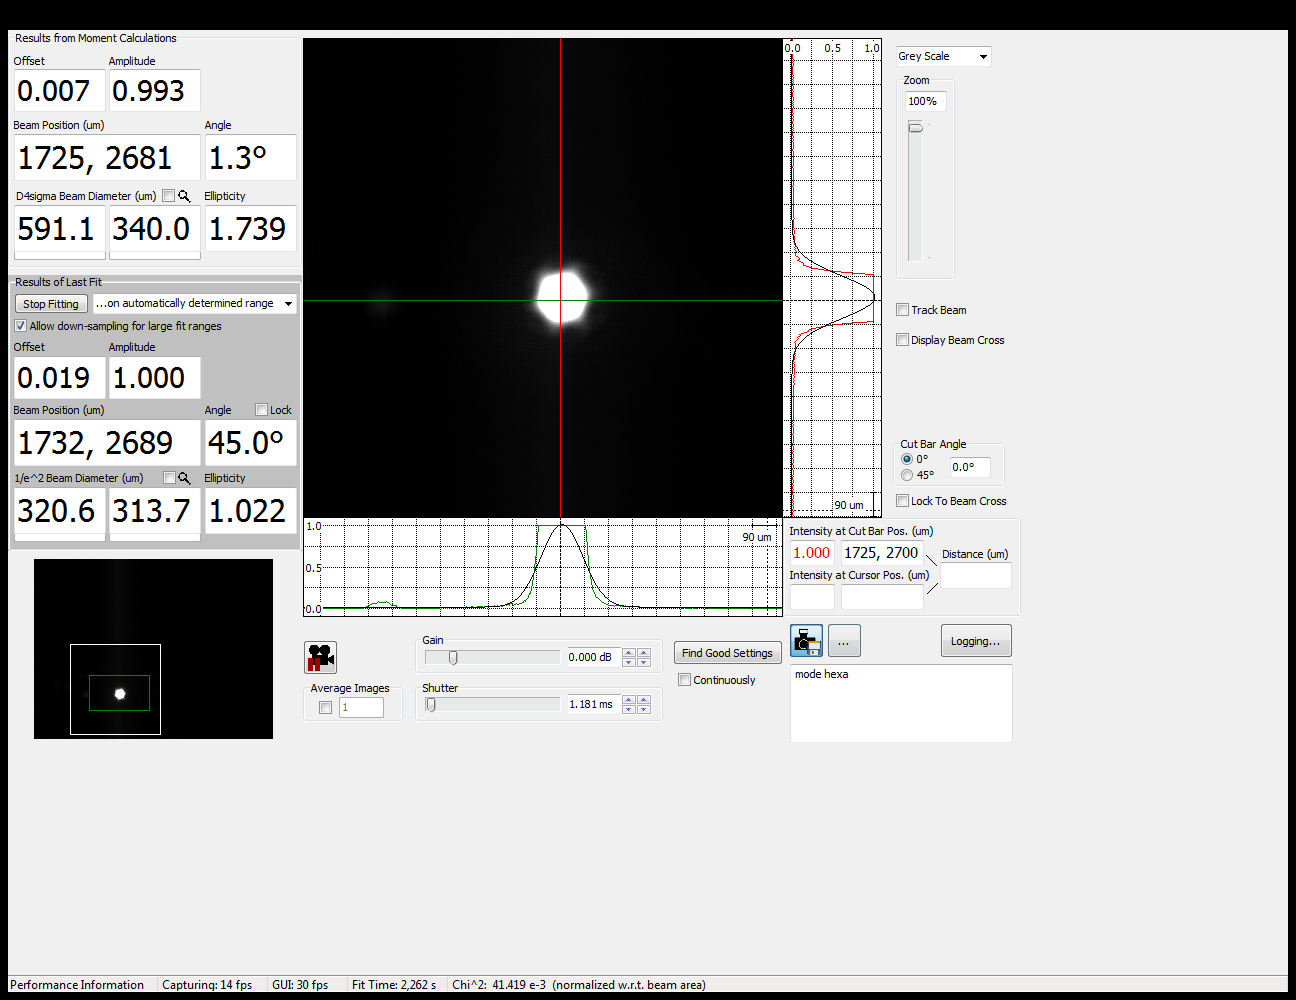 Results from Moment Calculations
Offset Amplitude
0.007 0.993
Beam Position (um) Angle
1725, 2681 1.3°
D4sigma Beam Diameter (um) Ellipticity
591.1 340.0 1.739
Results of Last Fit
Stop Fitting ...on automatically determined range
Allow down-sampling for large fit ranges
Offset Amplitude
0.019 1.000
Beam Position (um) Angle Lock
1732, 2689 45.0°
1/e^2 Beam Diameter (um) Ellipticity
320.6 313.7 1.022
0.0 0.5 1.0
90 um
1.0
90 um
0.5
0.0
Grey Scale
Zoom
100%
Track Beam
Display Beam Cross
Cut Bar Angle
0°
45°
0.0°
Lock To Beam Cross
Intensity at Cut Bar Pos. (um)
1.000 1725, 2700
Distance (um)
Intensity at Cursor Pos. (um)
Gain
0.000 dB
Find Good Settings
Continuously
Average Images
1
Shutter
1.181 ms
...
Logging...
mode hexa
Performance Information Capturing: 14 fps GUI: 30 fps Fit Time: 2,262 s Chi^2: 41.419 e-3 (normalized w.r.t. beam area)